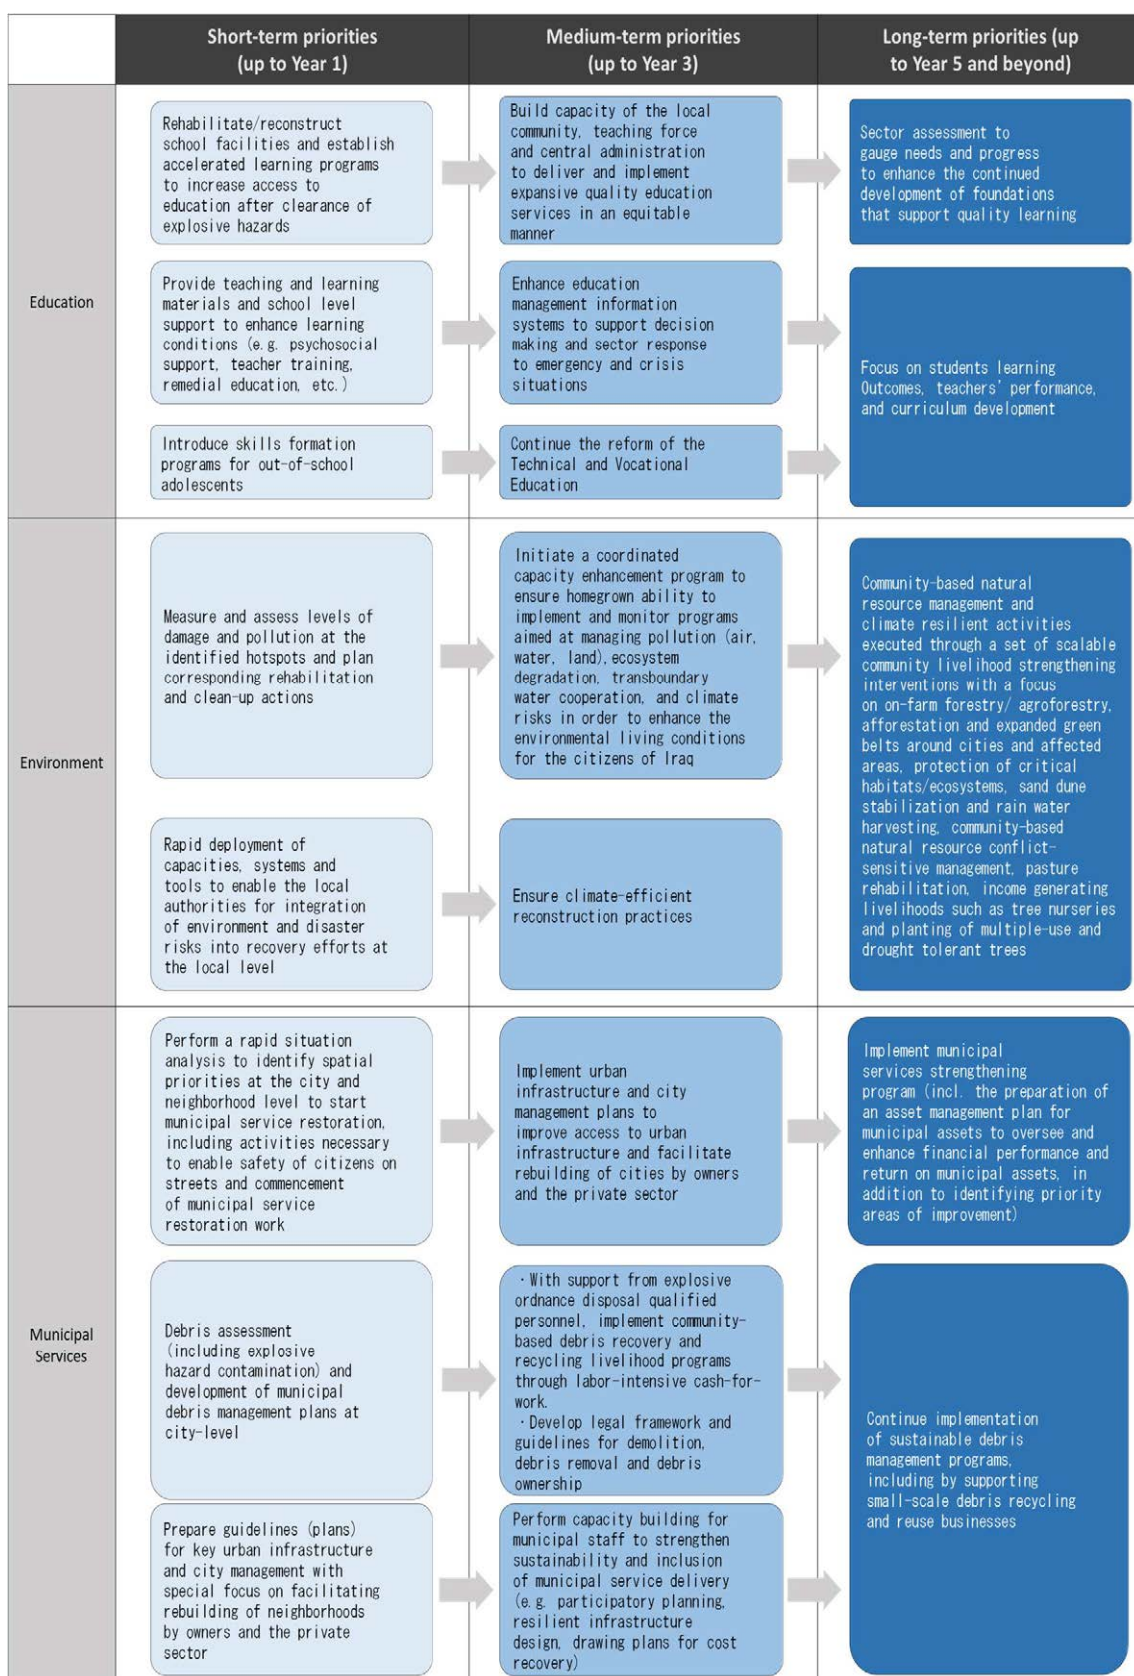 Short-term priorities
(up to Year 1)
Medium-term priorities
(up to Year 3)
Long-term priorities (up
to Year 5 and beyond)
Education
Rehabilitate/reconstruct
school facilities and establish
accelerated learning programs
to increase access to
education after clearance of
explosive hazards
Build capacity of the local
community, teaching force
and central administration
to deliver and implement
expansive quality education
services in an equitable
manner
Sector assessment to
gauge needs and progress
to enhance the continued
development of foundations
that support quality learning
Provide teaching and learning
materials and school level
support to enhance learning
conditions (e.g. psychosocial
support, teacher training,
remedial education, etc.)
Enhance education
management information
systems to support decision
making and sector response
to emergency and crisis
situations
Focus on students learning
Outcomes, teachers' performance,
and curriculum development
Introduce skills formation
programs for out-of-school
adolescents
Continue the reform of the
Technical and Vocational
Education
Environment
Measure and assess levels of
damage and pollution at the
identified hotspots and plan
corresponding rehabilitation
and clean-up actions
Initiate a coordinated
capacity enhancement program to
ensure homegrown ability to
implement and monitor programs
aimed at managing pollution (air,
water, land), ecosystem
degradation, transboundary
water cooperation, and climate
risks in order to enhance the
environmental living conditions
for the citizens of Iraq
Community-based natural
resource management and
climate resilient activities
executed through a set of scalable
community livelihood strengthening
interventions with a focus
on on-farm forestry/ agroforestry,
afforestation and expanded green
belts around cities and affected
areas, protection of critical
habitats/ecosystems, sand dune
stabilization and rain water
harvesting, community-based
natural resource conflict-
sensitive management, pasture
rehabilitation, income generating
livelihoods such as tree nurseries
and planting of multiple-use and
drought tolerant trees
Rapid deployment of
capacities, systems and
tools to enable the local
authorities for integration
of environment and disaster
risks into recovery efforts at
the local level
Ensure climate-efficient
reconstruction practices
Municipal
Services
Perform a rapid situation
analysis to identify spatial
priorities at the city and
neighborhood level to start
municipal service restoration,
including activities necessary
to enable safety of citizens on
streets and commencement
of municipal service
restoration work
Implement urban
infrastructure and city
management plans to
improve access to urban
infrastructure and facilitate
rebuilding of cities by owners
and the private sector
Implement municipal
services strengthening
program (incl. the preparation of
an asset management plan for
municipal assets to oversee and
enhance financial performance and
return on municipal assets, in
addition to identifying priority
areas of improvement)
Debris assessment
(including explosive
hazard contamination) and
development of municipal
debris management plans at
city-level
・With support from explosive
ordnance disposal qualified
personnel, implement community-
based debris recovery and
recycling livelihood programs
through labor-intensive cash-for-
work.
・Develop legal framework and
guidelines for demolition,
debris removal and debris
ownership
Continue implementation
of sustainable debris
management programs,
including by supporting
small-scale debris recycling
and reuse businesses
Prepare guidelines (plans)
for key urban infrastructure
and city management with
special focus on facilitating
rebuilding of neighborhoods
by owners and the private
sector
Perform capacity building for
municipal staff to strengthen
sustainability and inclusion
of municipal service delivery
(e.g. participatory planning,
resilient infrastructure
design, drawing plans for cost
recovery)